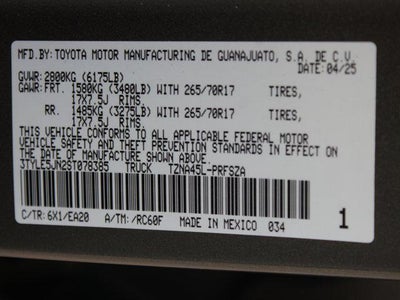 MFD.BY:TOYOTA MOTOR MANUFACTURING DE GUANAJUATO, S.A. DE C.V.
DATE: 04/25
GVWR: 2800KG (6175LB)
GAWR: FRT. 1580KG (3480LB) WITH 265/70R17 TIRES,
17X7.5J RIMS,
RR. 1485KG (3275LB) WITH 265/70R17 TIRES,
17X7.5J RIMS.
THIS VEHICLE CONFORMS TO ALL APPLICABLE FEDERAL MOTOR
VEHICLE SAFETY AND THEFT PREVENTION STANDARDS IN EFFECT ON
THE DATE OF MANUFACTURE SHOWN ABOVE.
3TYLE5JN2ST078385 TRUCK TZNA45L-PRFSZA
C/TR: 6X1/EA20 A/TM: /RC60F MADE IN MEXICO 034 1